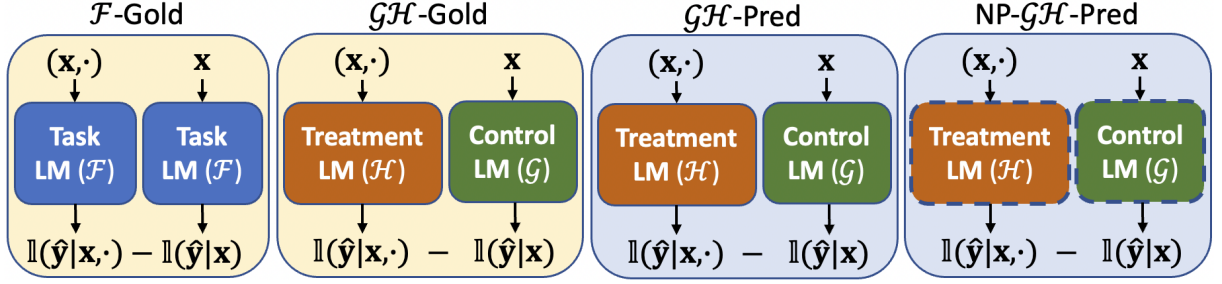 ℱ-Gold
(𝐱,·) 𝐱
Task LM (ℱ)
Task LM (ℱ)
𝕀(𝐲̂|𝐱,·) − 𝕀(𝐲̂|𝐱)
𝒢ℋ-Gold
(𝐱,·) 𝐱
Treatment LM (ℋ)
Control LM (𝒢)
𝕀(𝐲̂|𝐱,·) − 𝕀(𝐲̂|𝐱)
𝒢ℋ-Pred
(𝐱,·) 𝐱
Treatment LM (ℋ)
Control LM (𝒢)
𝕀(𝐲̂|𝐱,·) − 𝕀(𝐲̂|𝐱)
NP-𝒢ℋ-Pred
(𝐱,·) 𝐱
Treatment LM (ℋ)
Control LM (𝒢)
𝕀(𝐲̂|𝐱,·) − 𝕀(𝐲̂|𝐱)